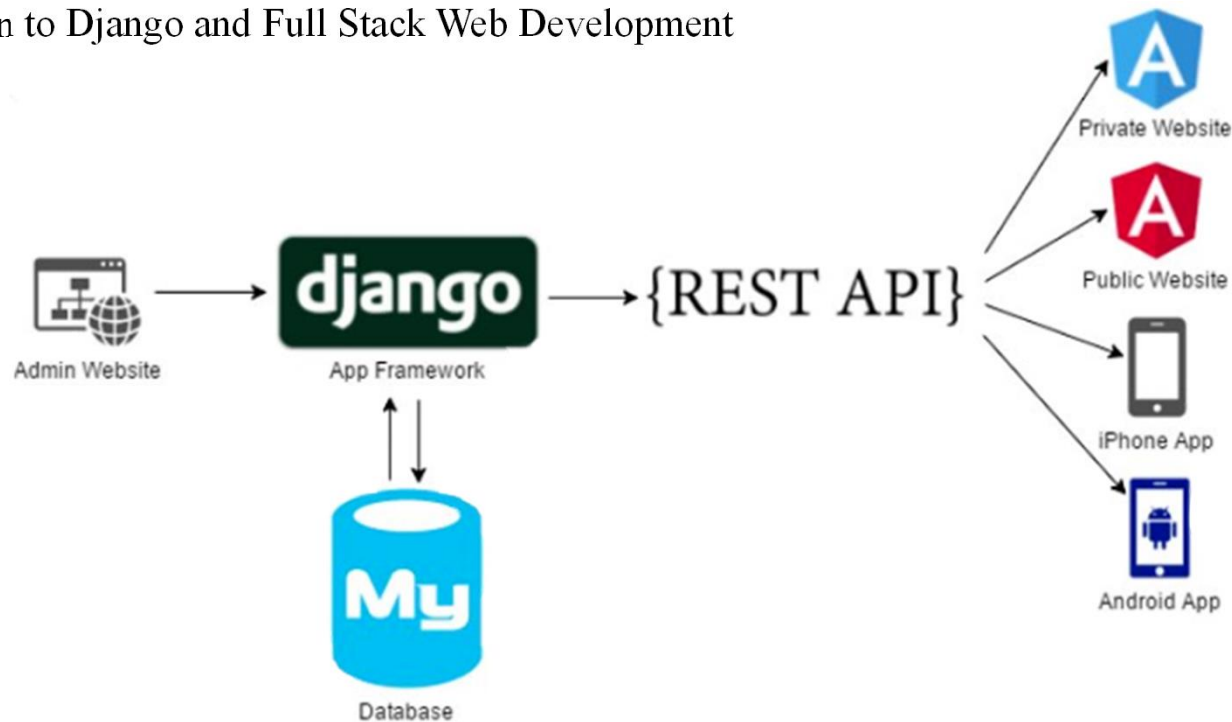 n to Django and Full Stack Web Development
Private Website
Public Website
Admin Website
django
App Framework
{REST API}
iPhone App
Android App
My
Database
A
A